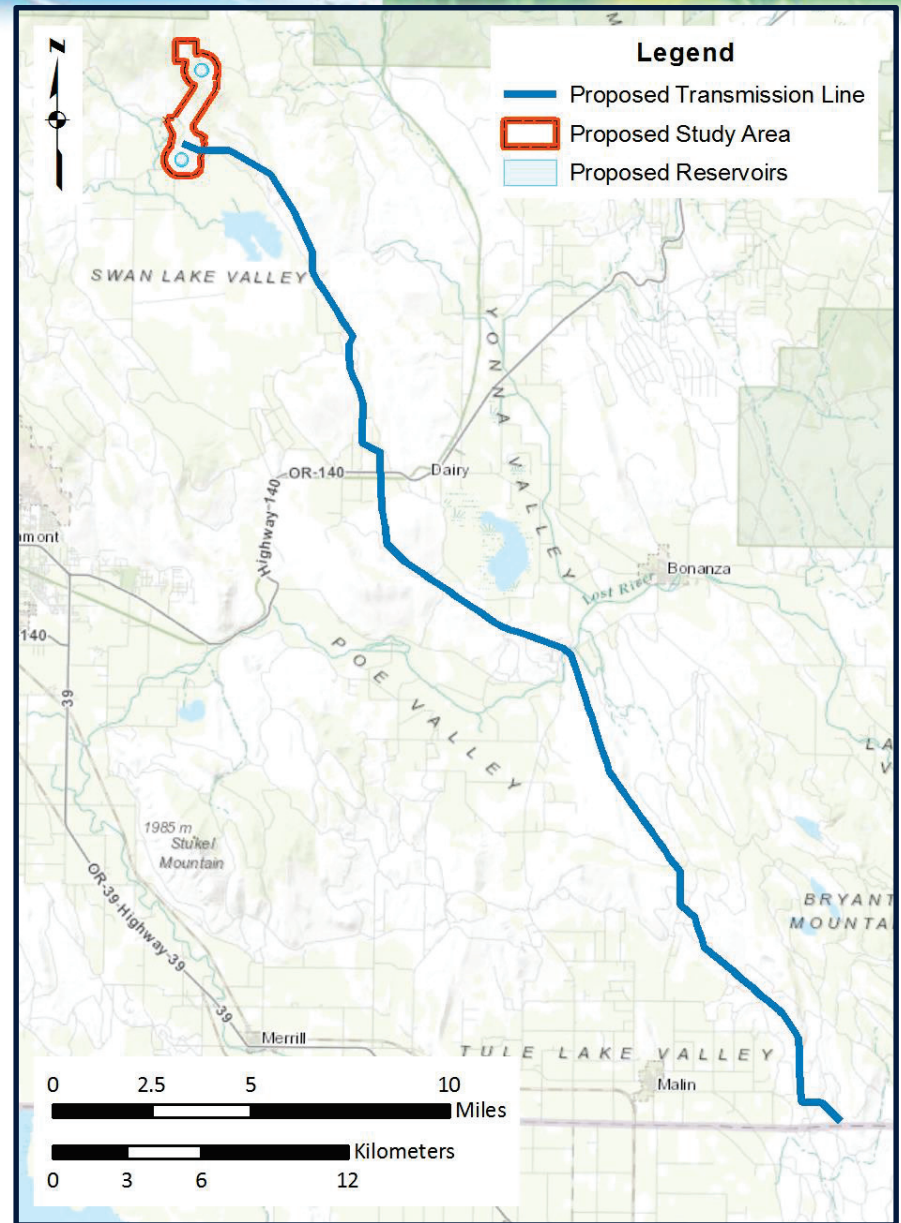 N
Legend
Proposed Transmission Line
Proposed Study Area
Proposed Reservoirs
SWAN LAKE VALLEY
YONNA VALLEY
OR-140
Dairy
Highway-140
Bonanza
Lost River
140
POE VALLEY
39
1985 m
Stukel
Mountain
BRYANT
OR-39-Highway-39
39
Merrill
TULE LAKE VALLEY
Malin
0 2.5 5 10
Miles
Kilometers
0 3 6 12